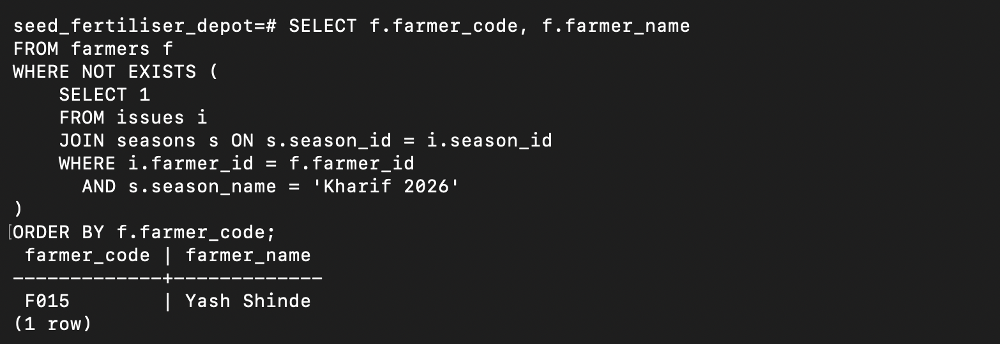 seed_fertiliser_depot=# SELECT f.farmer_code, f.farmer_name
FROM farmers f
WHERE NOT EXISTS (
    SELECT 1
    FROM issues i
    JOIN seasons s ON s.season_id = i.season_id
    WHERE i.farmer_id = f.farmer_id
      AND s.season_name = 'Kharif 2026'
)
[ORDER BY f.farmer_code;
 farmer_code | farmer_name
-------------+-------------
 F015        | Yash Shinde
(1 row)